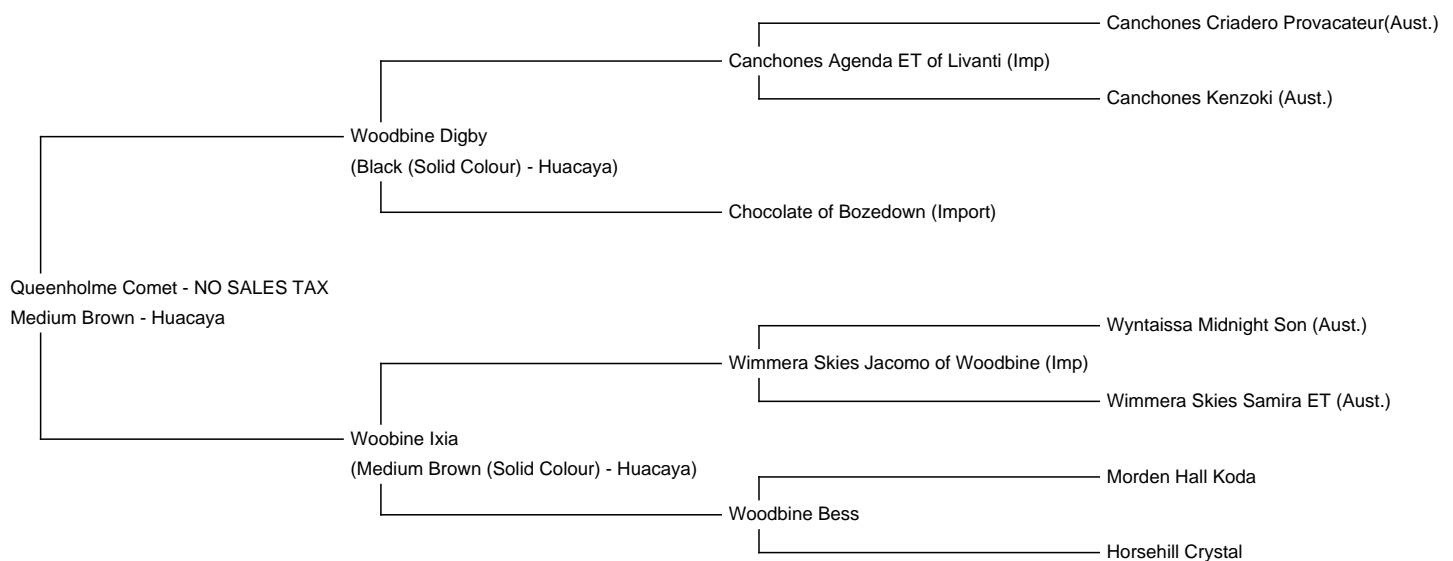 Canchones Criadero Provacateur(Aust.)
Canchones Agenda ET of Livanti (Imp)
Canchones Kenzoki (Aust.)
Woodbine Digby
(Black (Solid Colour) - Huacaya)
Chocolate of Bozedown (Import)
Queenholme Comet - NO SALES TAX
Medium Brown - Huacaya
Wyntaissa Midnight Son (Aust.)
Wimmera Skies Jacomo of Woodbine (Imp)
Wimmera Skies Samira ET (Aust.)
Woobine Ixia
(Medium Brown (Solid Colour) - Huacaya)
Morden Hall Koda
Woodbine Bess
Horsehill Crystal